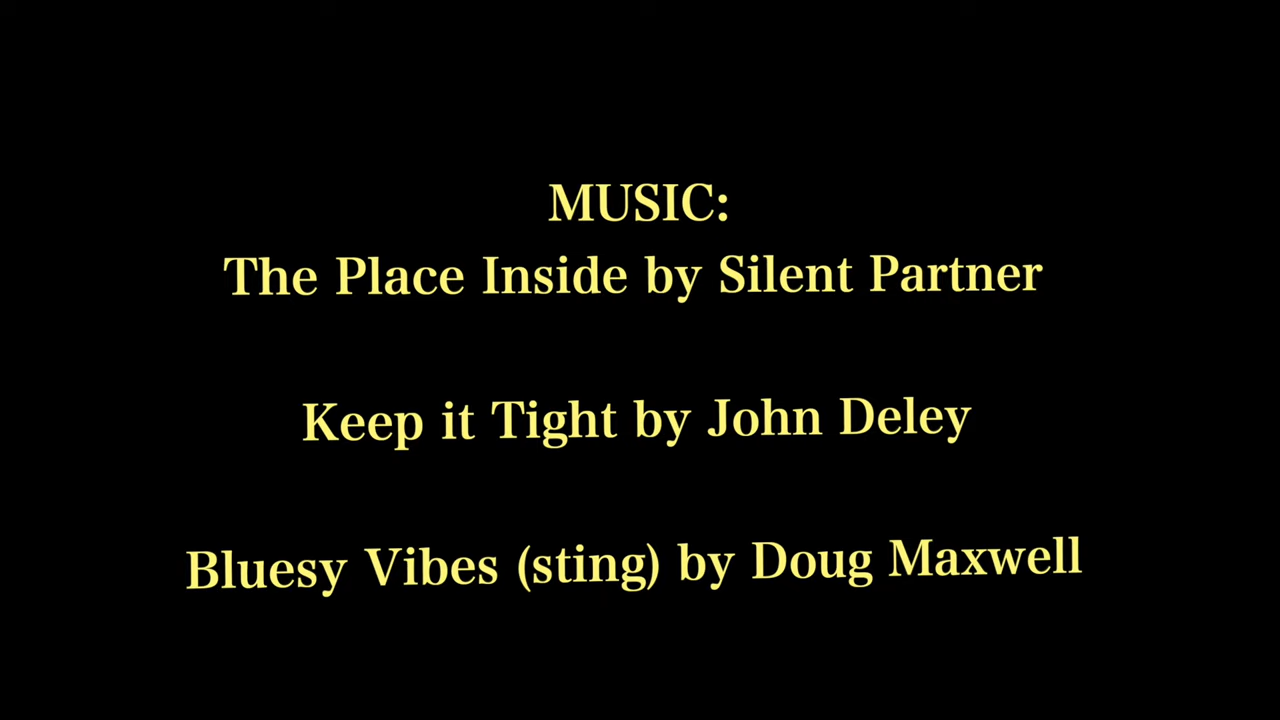 MUSIC:
The Place Inside by Silent Partner
Keep it Tight by John Deley
Bluesy Vibes (sting) by Doug Maxwell